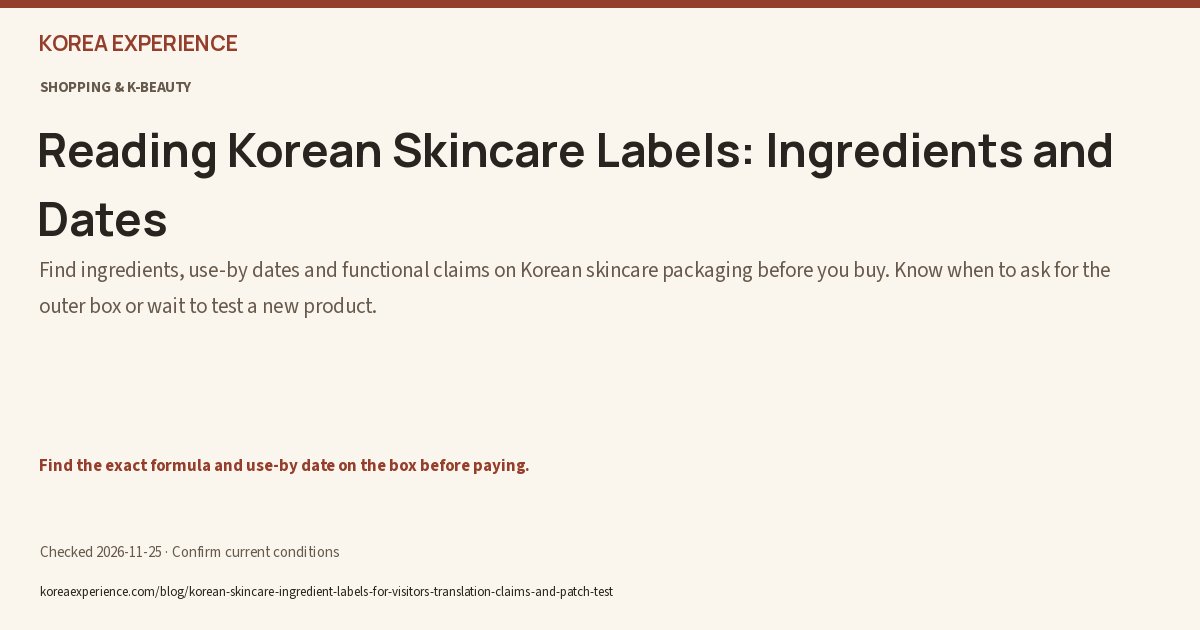 KOREA EXPERIENCE
SHOPPING & K-BEAUTY
Reading Korean Skincare Labels: Ingredients and
Dates
Find ingredients, use-by dates and functional claims on Korean skincare packaging before you buy. Know when to ask for the
outer box or wait to test a new product.
Find the exact formula and use-by date on the box before paying.
Checked 2026-11-25 · Confirm current conditions
koreaexperience.com/blog/korean-skincare-ingredient-labels-for-visitors-translation-claims-and-patch-test